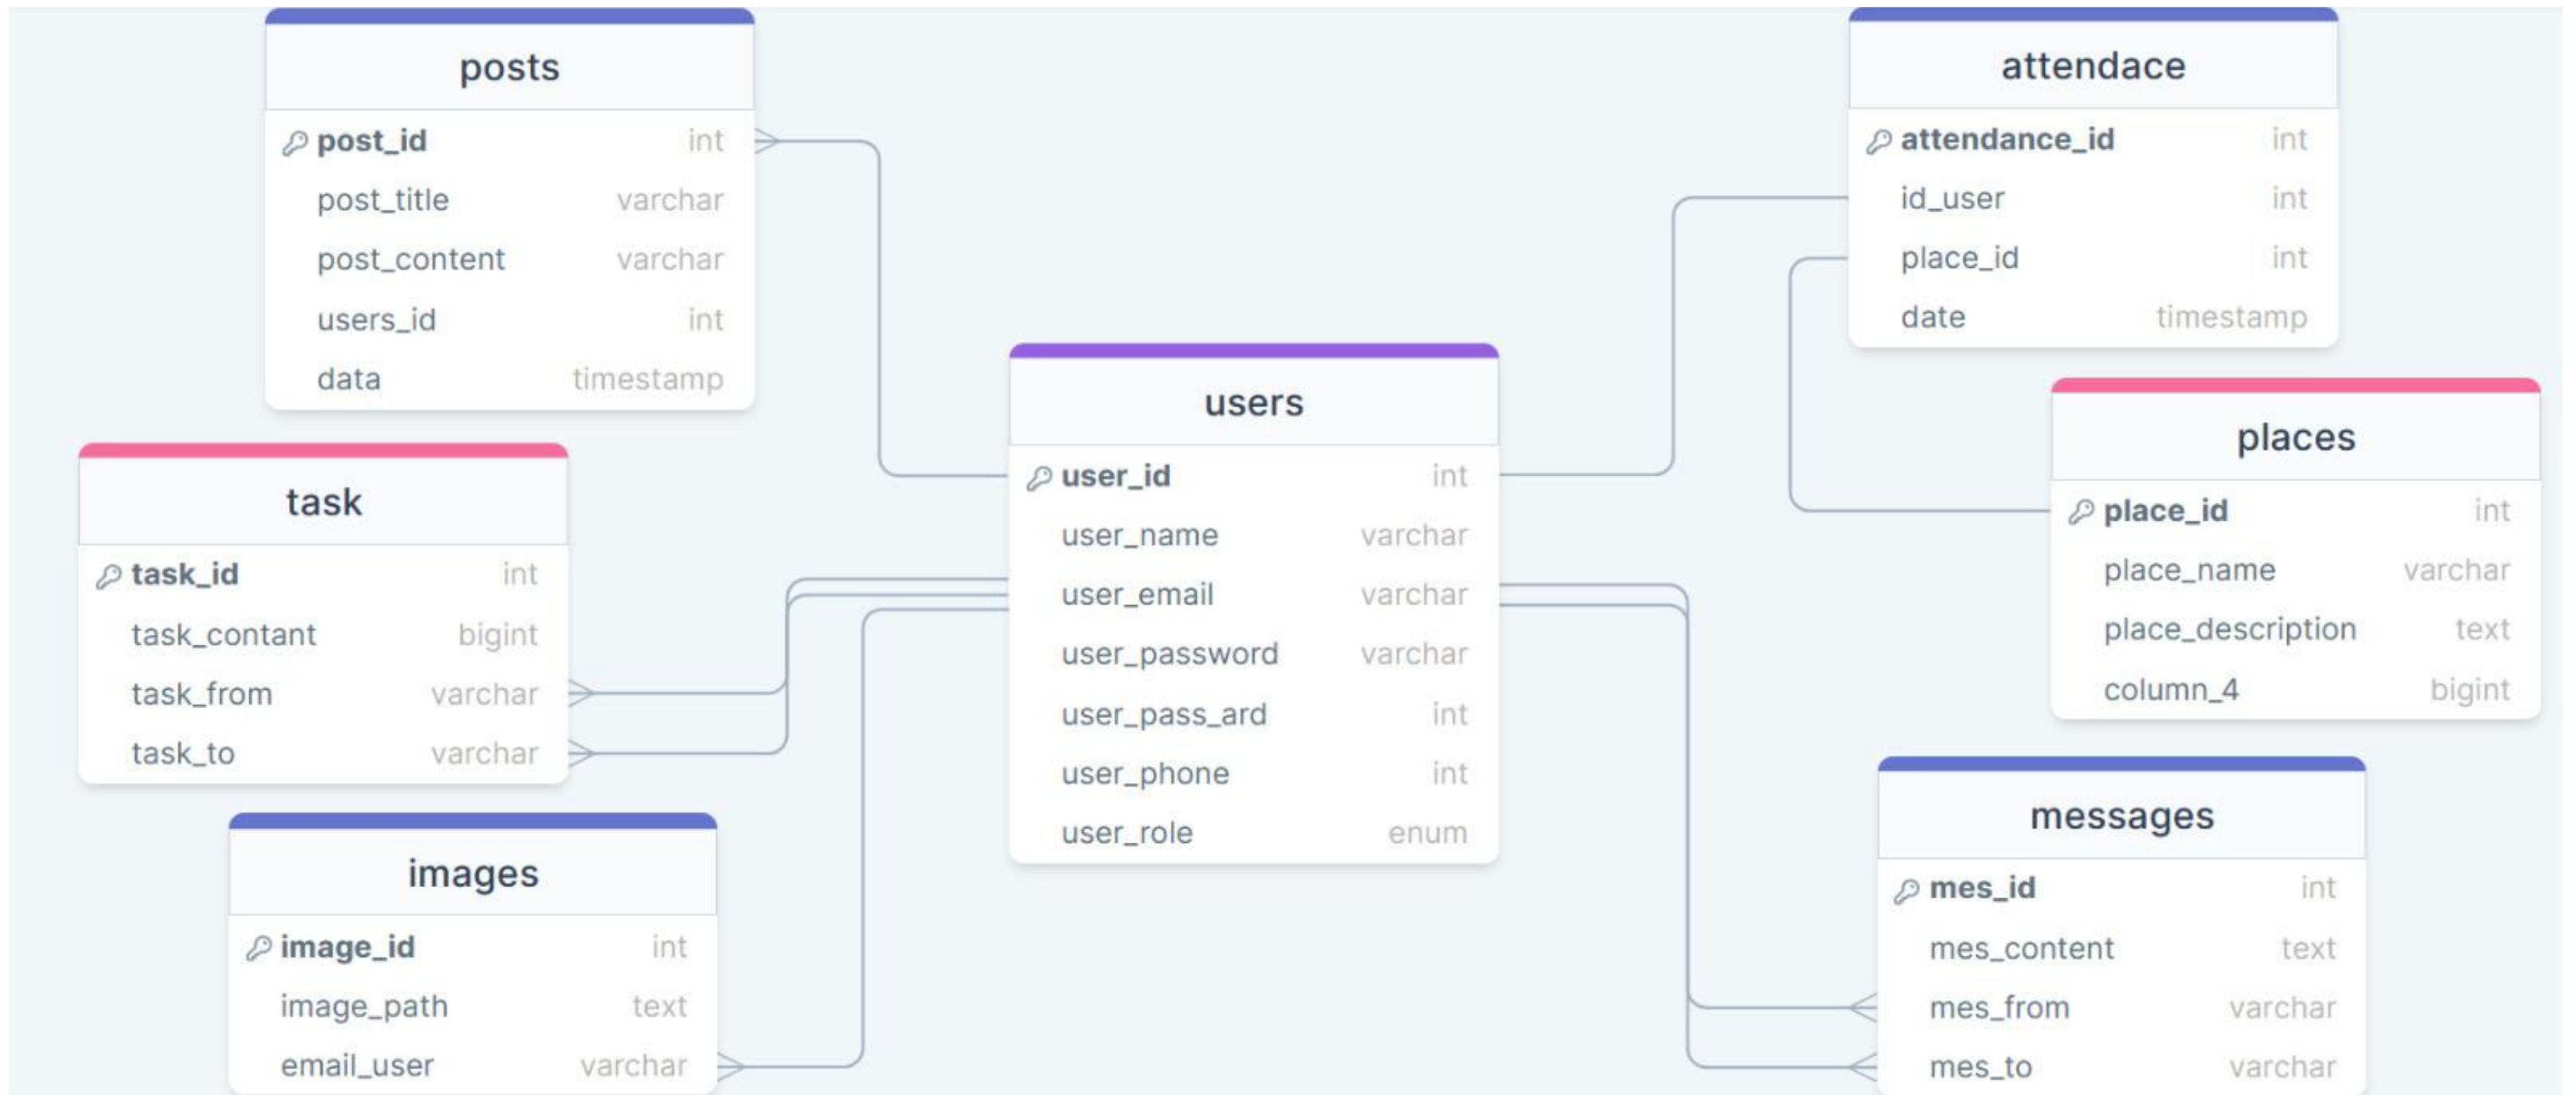 posts
post_id int
post_title varchar
post_content varchar
users_id int
data timestamp
task
task_id int
task_contant bigint
task_from varchar
task_to varchar
images
image_id int
image_path text
email_user varchar
users
user_id int
user_name varchar
user_email varchar
user_password varchar
user_pass_ard int
user_phone int
user_role enum
attendace
attendance_id int
id_user int
place_id int
date timestamp
places
place_id int
place_name varchar
place_description text
column_4 bigint
messages
mes_id int
mes_content text
mes_from varchar
mes_to varchar